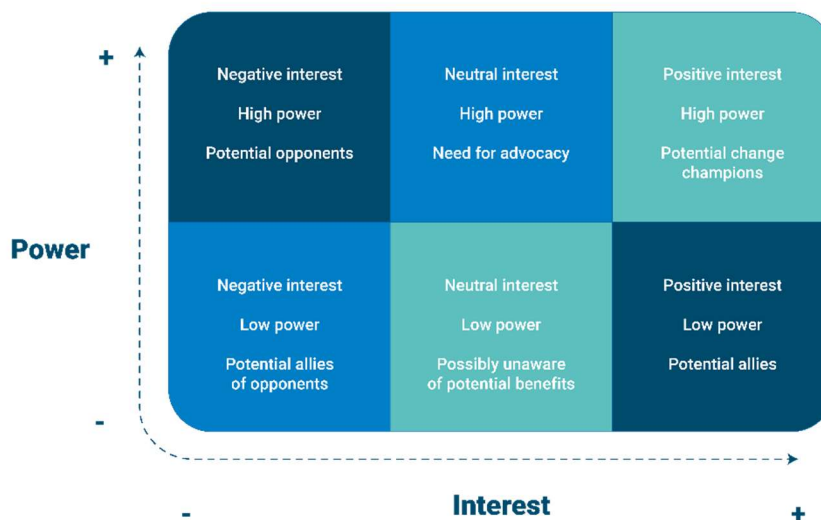 +
Negative interest
High power
Potential opponents
Neutral interest
High power
Need for advocacy
Positive interest
High power
Potential change
champions
Power
Negative interest
Low power
Potential allies
of opponents
Neutral interest
Low power
Possibly unaware
of potential benefits
Positive interest
Low power
Potential allies
-
-
Interest
+